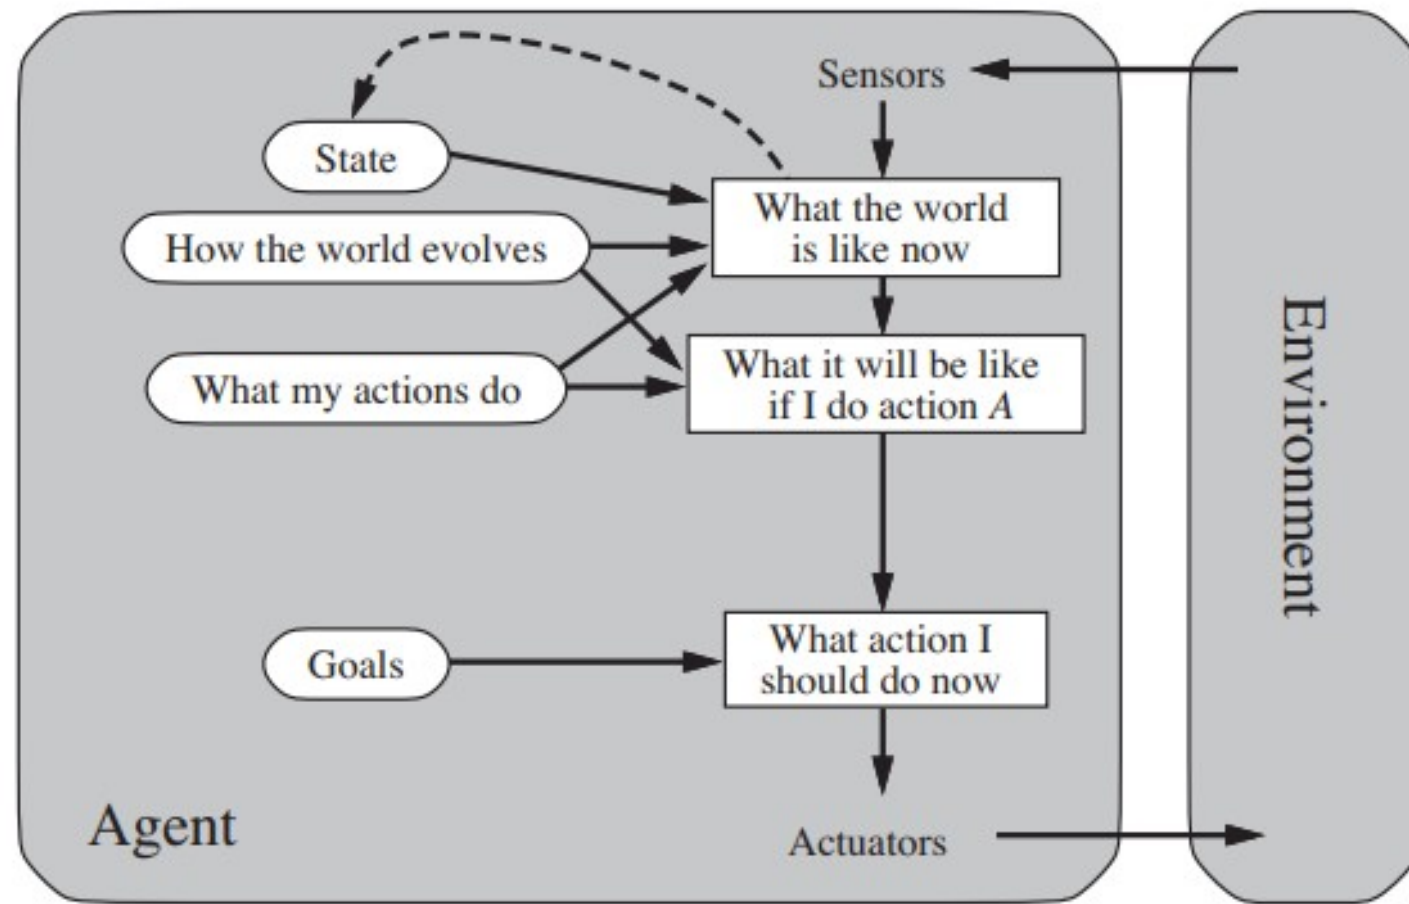 Sensors
State
What the world
is like now
How the world evolves
What it will be like
if I do action A
What my actions do
Environment
What action I
should do now
Goals
Agent
Actuators